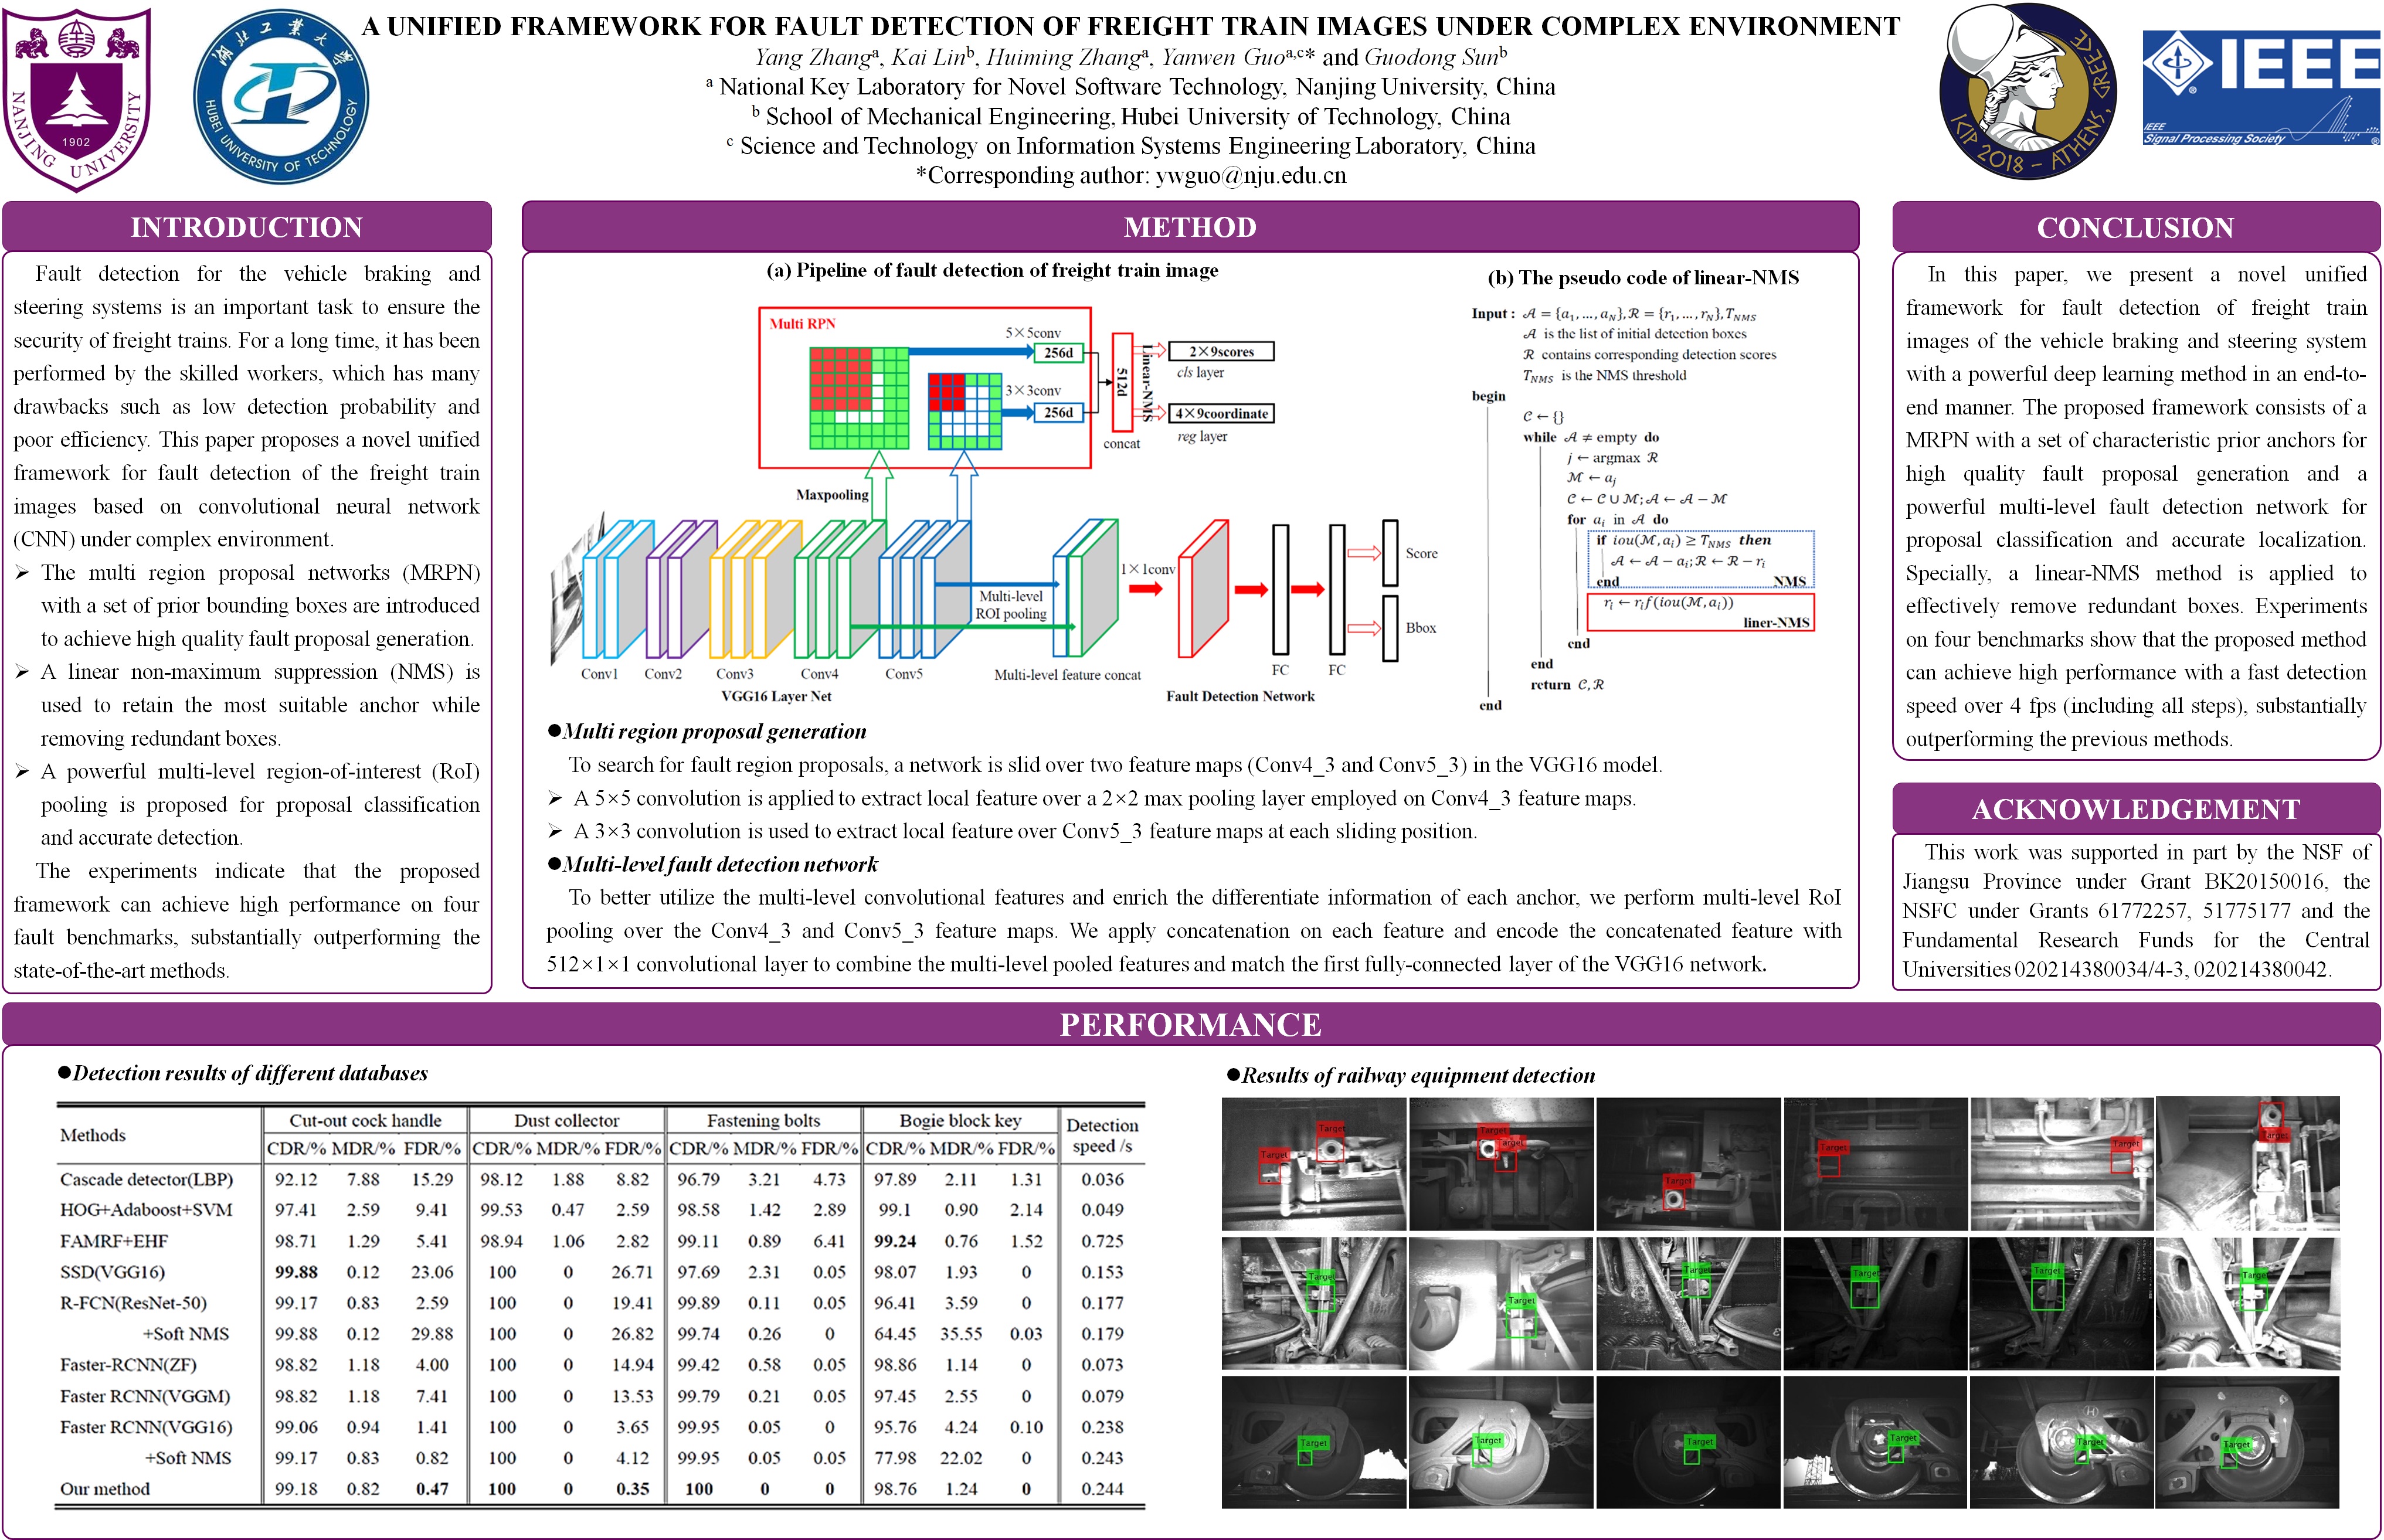 A UNIFIED FRAMEWORK FOR FAULT DETECTION OF FREIGHT TRAIN IMAGES UNDER COMPLEX ENVIRONMENT
Yang Zhangᵃ, Kai Linᵇ, Huiming Zhangᵃ, Yanwen Guoᵃ,ᶜ* and Guodong Sunᵇ
ᵃ National Key Laboratory for Novel Software Technology, Nanjing University, China
ᵇ School of Mechanical Engineering, Hubei University of Technology, China
ᶜ Science and Technology on Information Systems Engineering Laboratory, China
*Corresponding author: ywguo@nju.edu.cn
1902
NANJING UNIVERSITY
湖北工业大学
HUBEI UNIVERSITY OF TECHNOLOGY
ICIP 2018 – ATHENS, GREECE
IEEE
IEEE
Signal Processing Society
INTRODUCTION
Fault detection for the vehicle braking and
steering systems is an important task to ensure the
security of freight trains. For a long time, it has been
performed by the skilled workers, which has many
drawbacks such as low detection probability and
poor efficiency. This paper proposes a novel unified
framework for fault detection of the freight train
images based on convolutional neural network
(CNN) under complex environment.
➢ The multi region proposal networks (MRPN)
with a set of prior bounding boxes are introduced
to achieve high quality fault proposal generation.
➢ A linear non-maximum suppression (NMS) is
used to retain the most suitable anchor while
removing redundant boxes.
➢ A powerful multi-level region-of-interest (RoI)
pooling is proposed for proposal classification
and accurate detection.
The experiments indicate that the proposed
framework can achieve high performance on four
fault benchmarks, substantially outperforming the
state-of-the-art methods.
METHOD
(a) Pipeline of fault detection of freight train image
Multi RPN
5×5conv
256d
3×3conv
256d
512d
concat
Linear-NMS
2×9scores
cls layer
4×9coordinate
reg layer
Maxpooling
Multi-level
ROI pooling
1×1conv
Score
Bbox
Conv1 Conv2 Conv3 Conv4 Conv5
Multi-level feature concat
FC FC
VGG16 Layer Net
Fault Detection Network
(b) The pseudo code of linear-NMS
Input : 𝒜 = {a₁, ..., a_N}, ℛ = {r₁, ..., r_N}, T_NMS
𝒜 is the list of initial detection boxes
ℛ contains corresponding detection scores
T_NMS is the NMS threshold
begin
𝒞 ← {}
while 𝒜 ≠ empty do
j ← argmax ℛ
ℳ ← a_j
𝒞 ← 𝒞 ∪ ℳ; 𝒜 ← 𝒜 − ℳ
for a_i in 𝒜 do
if iou(ℳ, a_i) ≥ T_NMS then
𝒜 ← 𝒜 − a_i; ℛ ← ℛ − r_i
end NMS
r_i ← r_i f(iou(ℳ, a_i))
liner-NMS
end
end
return 𝒞, ℛ
end
●Multi region proposal generation
To search for fault region proposals, a network is slid over two feature maps (Conv4_3 and Conv5_3) in the VGG16 model.
➢ A 5×5 convolution is applied to extract local feature over a 2×2 max pooling layer employed on Conv4_3 feature maps.
➢ A 3×3 convolution is used to extract local feature over Conv5_3 feature maps at each sliding position.
●Multi-level fault detection network
To better utilize the multi-level convolutional features and enrich the differentiate information of each anchor, we perform multi-level RoI
pooling over the Conv4_3 and Conv5_3 feature maps. We apply concatenation on each feature and encode the concatenated feature with
512×1×1 convolutional layer to combine the multi-level pooled features and match the first fully-connected layer of the VGG16 network.
CONCLUSION
In this paper, we present a novel unified
framework for fault detection of freight train
images of the vehicle braking and steering system
with a powerful deep learning method in an end-to-
end manner. The proposed framework consists of a
MRPN with a set of characteristic prior anchors for
high quality fault proposal generation and a
powerful multi-level fault detection network for
proposal classification and accurate localization.
Specially, a linear-NMS method is applied to
effectively remove redundant boxes. Experiments
on four benchmarks show that the proposed method
can achieve high performance with a fast detection
speed over 4 fps (including all steps), substantially
outperforming the previous methods.
ACKNOWLEDGEMENT
This work was supported in part by the NSF of
Jiangsu Province under Grant BK20150016, the
NSFC under Grants 61772257, 51775177 and the
Fundamental Research Funds for the Central
Universities 020214380034/4-3, 020214380042.
PERFORMANCE
●Detection results of different databases
Methods Cut-out cock handle Dust collector Fastening bolts Bogie block key Detection speed /s
CDR/% MDR/% FDR/% CDR/% MDR/% FDR/% CDR/% MDR/% FDR/% CDR/% MDR/% FDR/%
Cascade detector(LBP) 92.12 7.88 15.29 98.12 1.88 8.82 96.79 3.21 4.73 97.89 2.11 1.31 0.036
HOG+Adaboost+SVM 97.41 2.59 9.41 99.53 0.47 2.59 98.58 1.42 2.89 99.1 0.90 2.14 0.049
FAMRF+EHF 98.71 1.29 5.41 98.94 1.06 2.82 99.11 0.89 6.41 99.24 0.76 1.52 0.725
SSD(VGG16) 99.88 0.12 23.06 100 0 26.71 97.69 2.31 0.05 98.07 1.93 0 0.153
R-FCN(ResNet-50) 99.17 0.83 2.59 100 0 19.41 99.89 0.11 0.05 96.41 3.59 0 0.177
+Soft NMS 99.88 0.12 29.88 100 0 26.82 99.74 0.26 0 64.45 35.55 0.03 0.179
Faster-RCNN(ZF) 98.82 1.18 4.00 100 0 14.94 99.42 0.58 0.05 98.86 1.14 0 0.073
Faster RCNN(VGGM) 98.82 1.18 7.41 100 0 13.53 99.79 0.21 0.05 97.45 2.55 0 0.079
Faster RCNN(VGG16) 99.06 0.94 1.41 100 0 3.65 99.95 0.05 0 95.76 4.24 0.10 0.238
+Soft NMS 99.17 0.83 0.82 100 0 4.12 99.95 0.05 0.05 77.98 22.02 0 0.243
Our method 99.18 0.82 0.47 100 0 0.35 100 0 0 98.76 1.24 0 0.244
●Results of railway equipment detection
Target Target Target Target Target Target Target Target
Target Target Target Target Target Target
Target Target Target Target Target Target